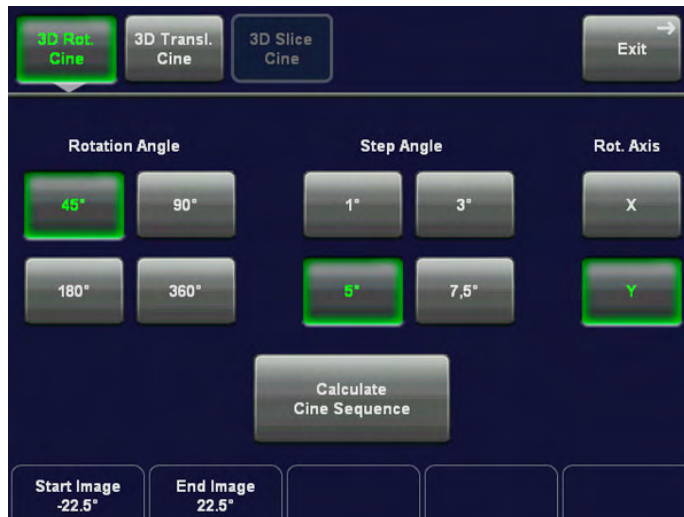 3D Rot.
Cine
3D Transl.
Cine
3D Slice
Cine
Exit
Rotation Angle
Step Angle
Rot. Axis
45°
90°
1°
3°
X
180°
360°
5°
7,5°
Y
Calculate
Cine Sequence
Start Image
-22.5°
End Image
22.5°